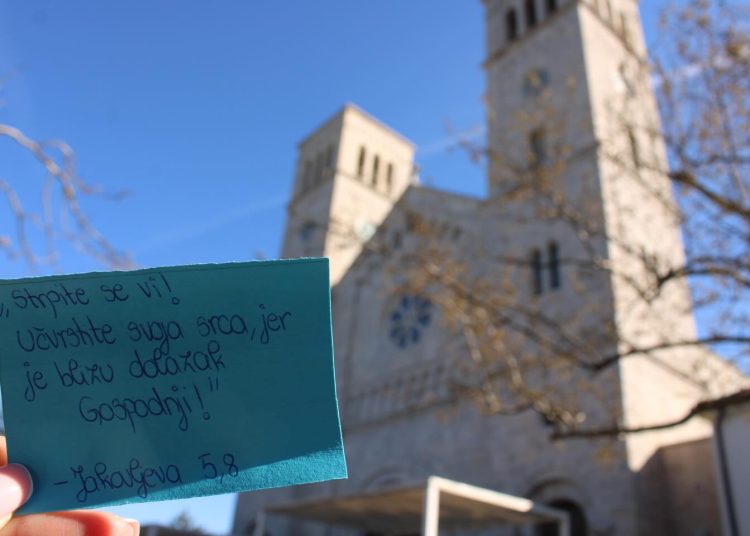 „Strpite se vi!
Učvrstite svoja srca, jer
je blizu dolazak
Gospodnji!"
-Jakovljeva 5,8